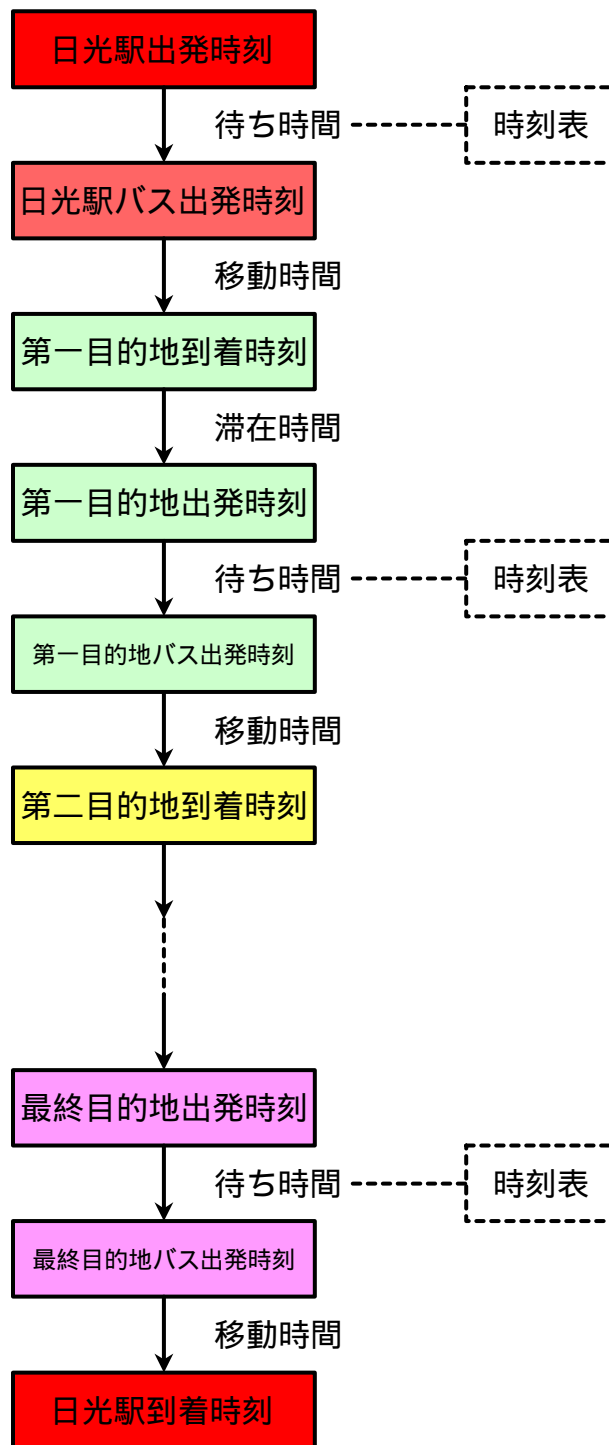 日光駅出発時刻
待ち時間
時刻表
日光駅バス出発時刻
移動時間
第一目的地到着時刻
滞在時間
第一目的地出発時刻
待ち時間
時刻表
第一目的地バス出発時刻
移動時間
第二目的地到着時刻
最終目的地出発時刻
待ち時間
時刻表
最終目的地バス出発時刻
移動時間
日光駅到着時刻